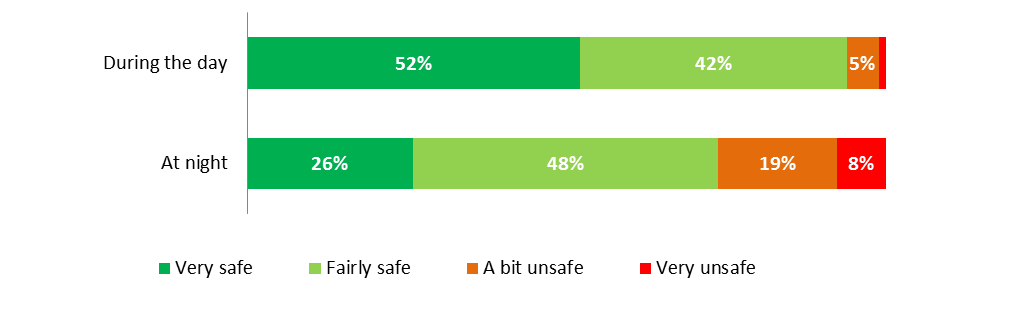 During the day 52% 42% 5%
At night 26% 48% 19% 8%
Very safe Fairly safe A bit unsafe Very unsafe